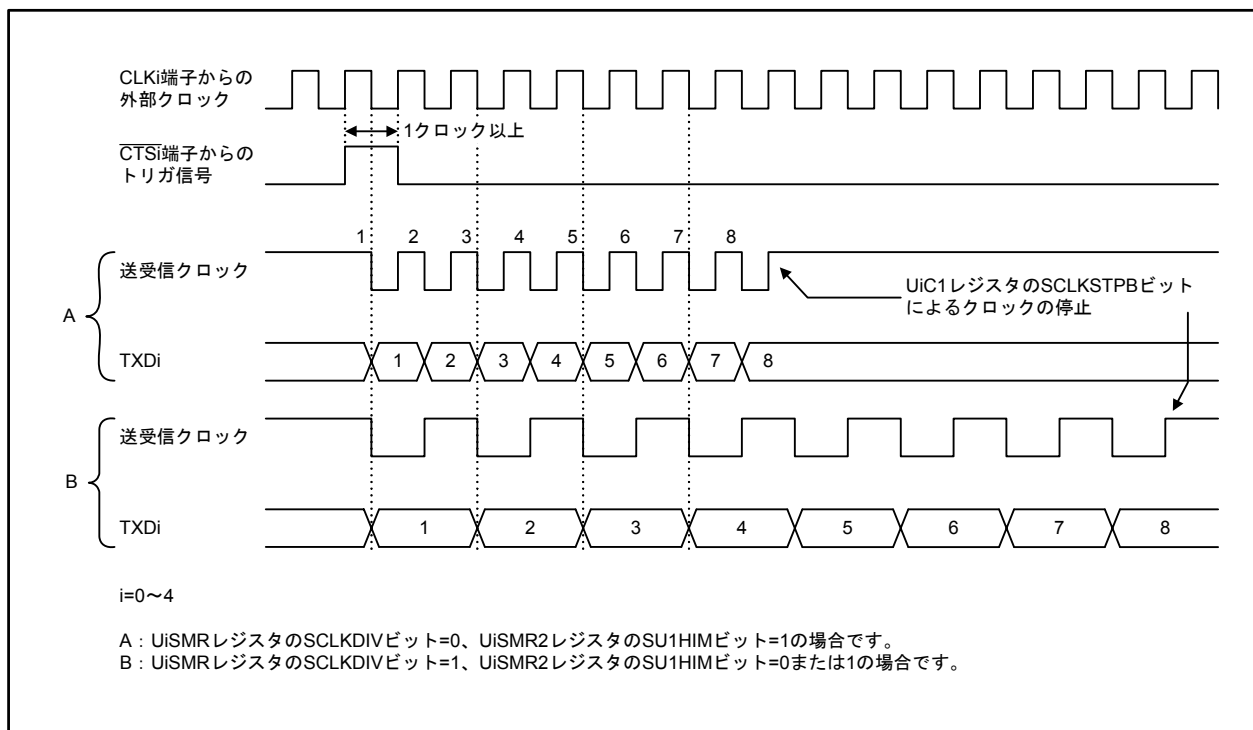 CLKi端子からの
外部クロック
1クロック以上
CTSi端子からの
トリガ信号
1 2 3 4 5 6 7 8
送受信クロック
UiC1レジスタのSCLKSTPBビット
によるクロックの停止
A
TXDi
1 2 3 4 5 6 7 8
送受信クロック
B
TXDi
1 2 3 4 5 6 7 8
i=0～4
A：UiSMRレジスタのSCLKDIVビット=0、UiSMR2レジスタのSU1HIMビット=1の場合です。
B：UiSMRレジスタのSCLKDIVビット=1、UiSMR2レジスタのSU1HIMビット=0または1の場合です。